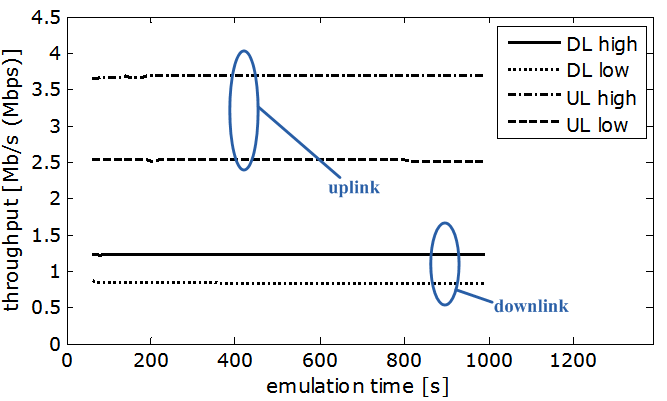 4.5
4
3.5
3
2.5
2
1.5
1
0.5
0
throughput [Mb/s (Mbps)]
DL high
DL low
UL high
UL low
uplink
downlink
0 200 400 600 800 1000 1200
emulation time [s]